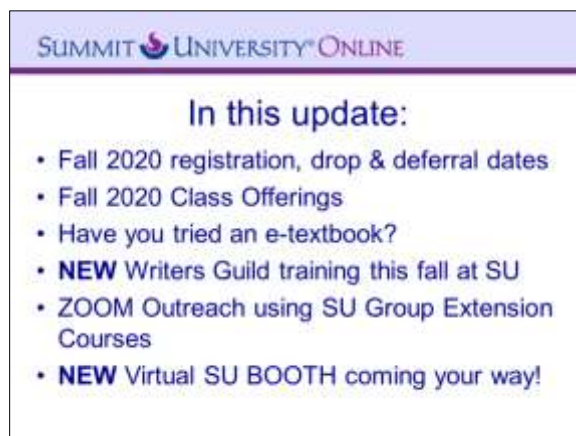 SUMMIT UNIVERSITY® ONLINE
In this update:
• Fall 2020 registration, drop & deferral dates
• Fall 2020 Class Offerings
• Have you tried an e-textbook?
• NEW Writers Guild training this fall at SU
• ZOOM Outreach using SU Group Extension
Courses
• NEW Virtual SU BOOTH coming your way!